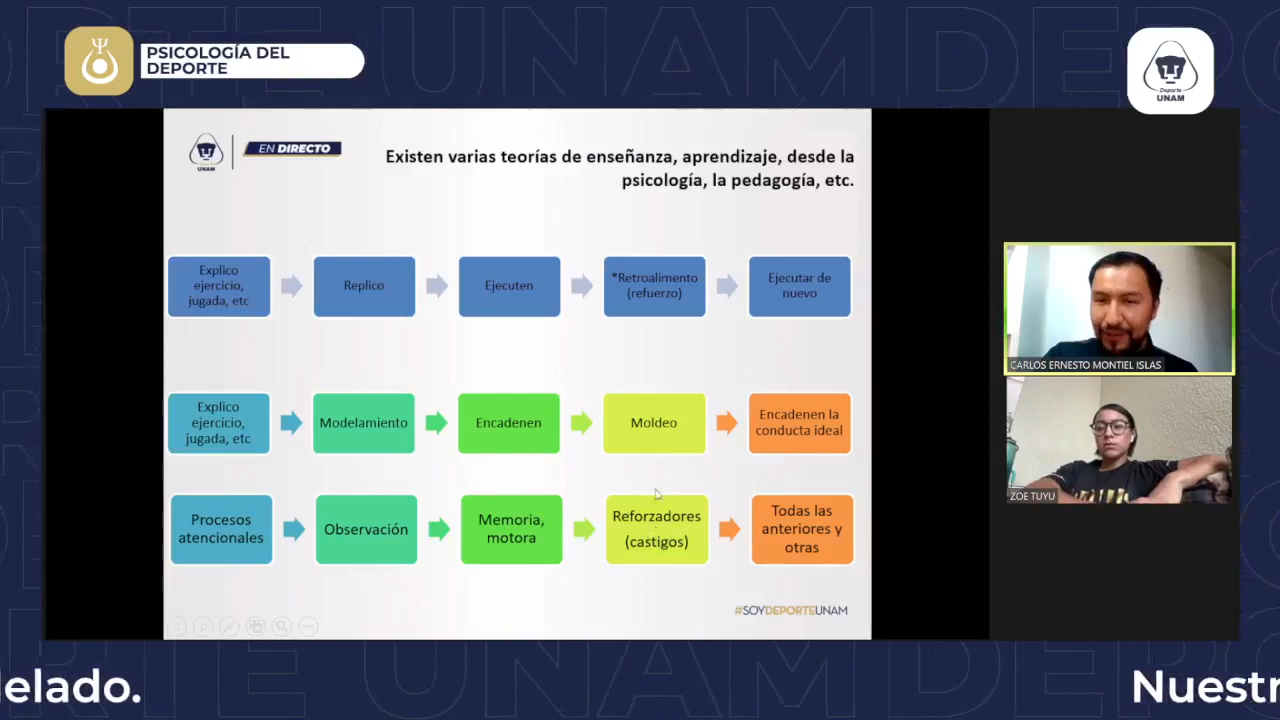 PSICOLOGÍA DEL
DEPORTE
Deporte
UNAM
UNAM
EN DIRECTO
Existen varias teorías de enseñanza, aprendizaje, desde la
psicología, la pedagogía, etc.
Explico
ejercicio,
jugada, etc
Replico
Ejecuten
*Retroalimento
(refuerzo)
Ejecutar de
nuevo
Explico
ejercicio,
jugada, etc
Modelamiento
Encadenen
Moldeo
Encadenen la
conducta ideal
Procesos
atencionales
Observación
Memoria,
motora
Reforzadores
(castigos)
Todas las
anteriores y
otras
#SOYDEPORTEUNAM
CARLOS ERNESTO MONTIEL ISLAS
ZOE TUYU
elado.
Nuestr